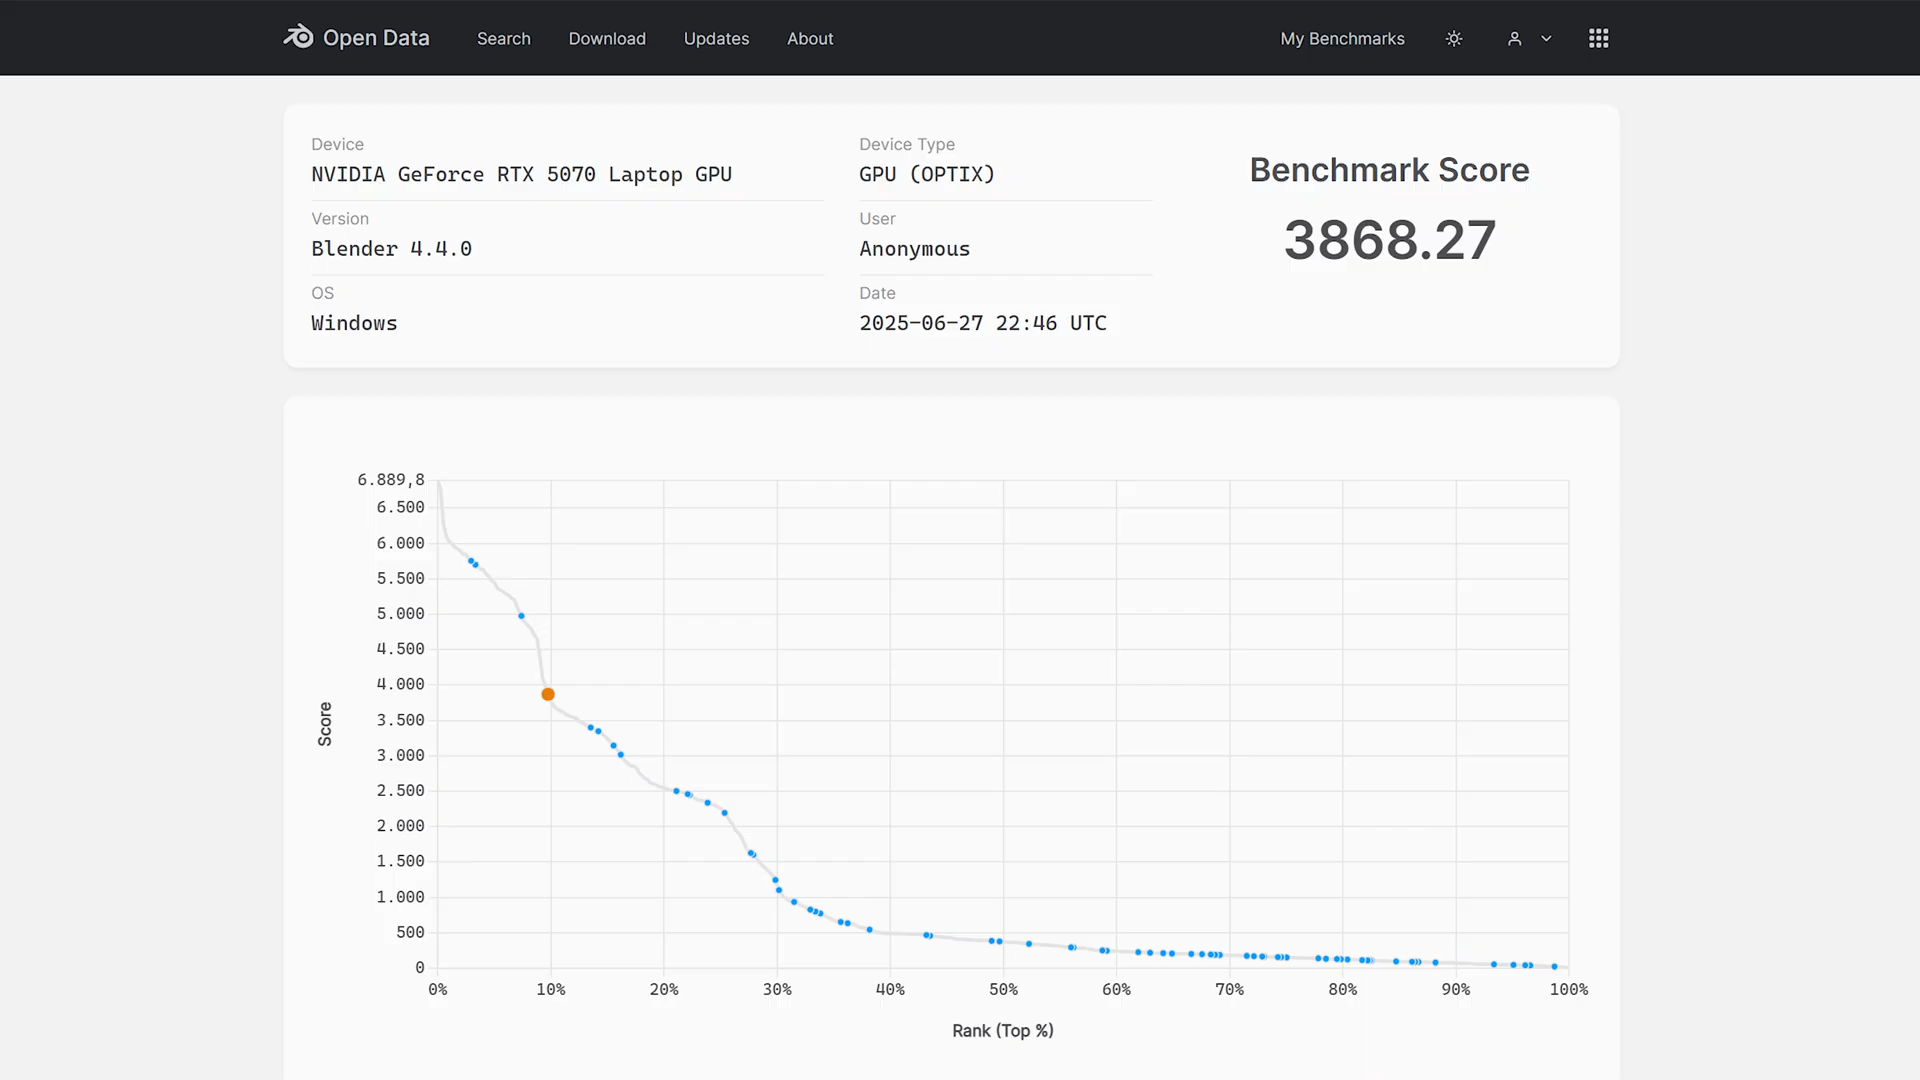 Open Data Search Download Updates About My Benchmarks
Device
NVIDIA GeForce RTX 5070 Laptop GPU
Version
Blender 4.4.0
OS
Windows
Device Type
GPU (OPTIX)
User
Anonymous
Date
2025-06-27 22:46 UTC
Benchmark Score
3868.27
6.889,8
6.500
6.000
5.500
5.000
4.500
4.000
3.500
3.000
2.500
2.000
1.500
1.000
500
0
Score
0% 10% 20% 30% 40% 50% 60% 70% 80% 90% 100%
Rank (Top %)